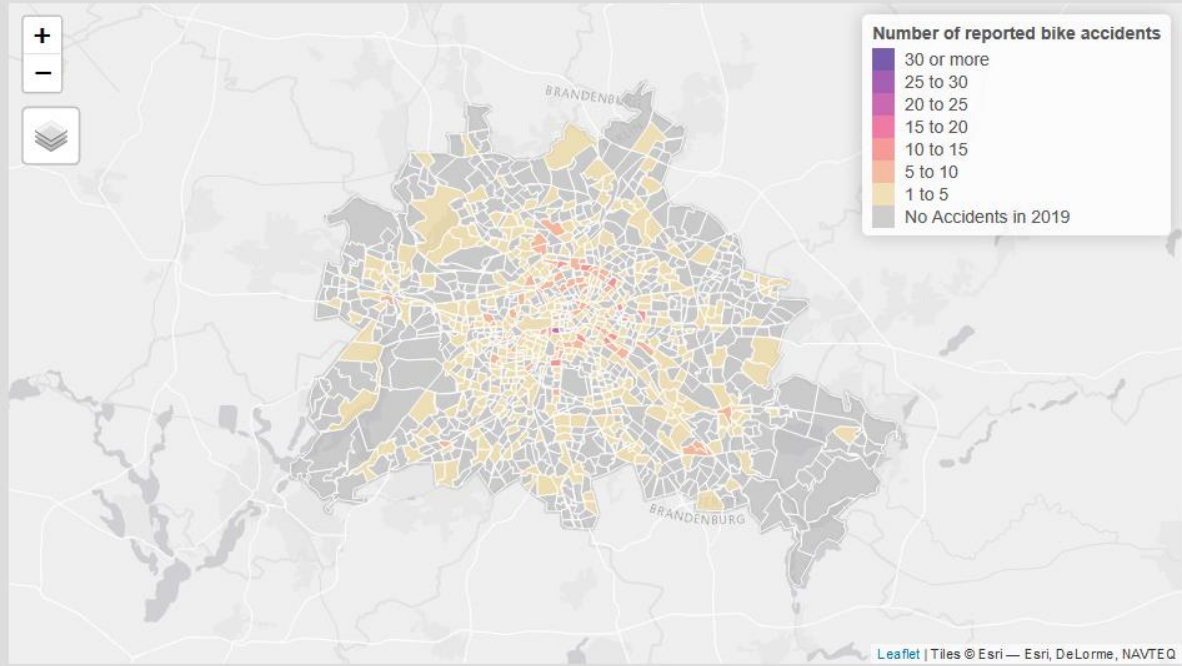 +
−
BRANDENBU
Number of reported bike accidents
30 or more
25 to 30
20 to 25
15 to 20
10 to 15
5 to 10
1 to 5
No Accidents in 2019
BRANDENBURG
Leaflet | Tiles © Esri — Esri, DeLorme, NAVTEQ